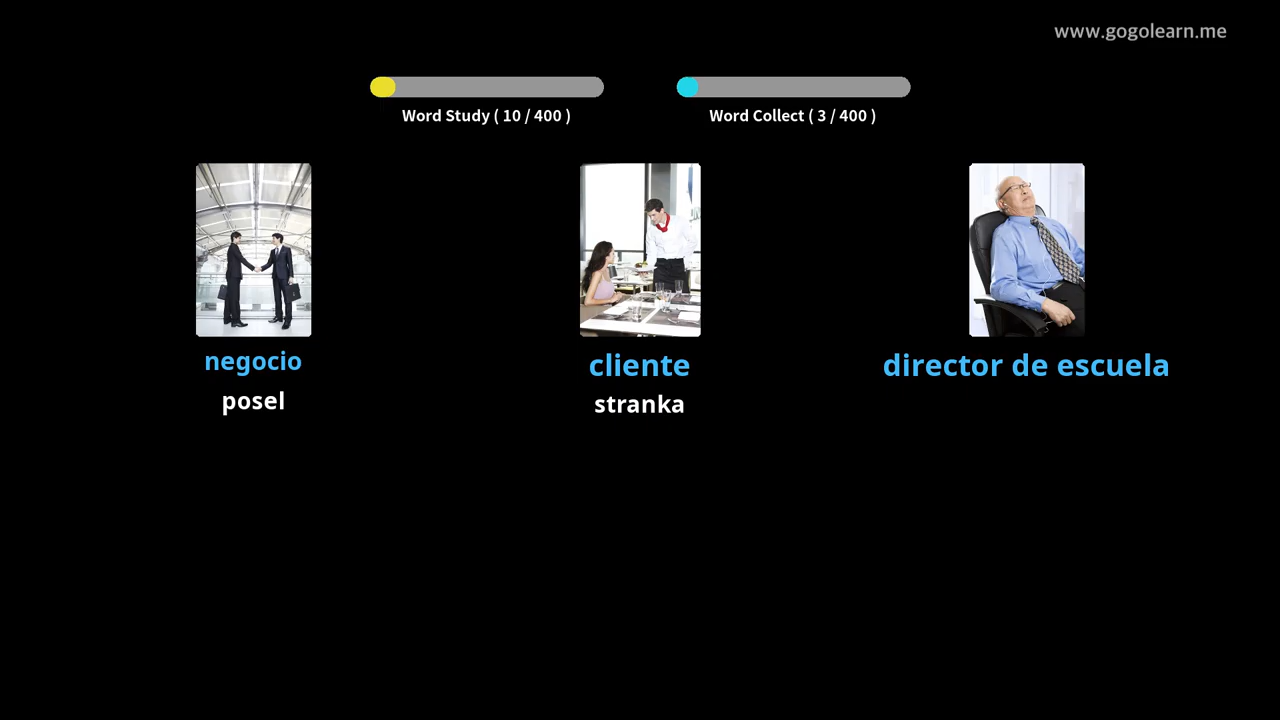 www.gogolearn.me
Word Study ( 10 / 400 )
Word Collect ( 3 / 400 )
negocio
posel
cliente
stranka
director de escuela